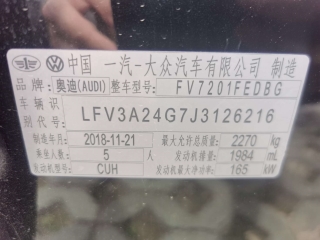 中国 一汽-大众汽车有限公司 制造
品牌 奥迪(AUDI) 整车型号: FV7201FEDBG
车辆识别代号: LFV3A24G7J3126216
制造年月 2018-11-21 最大允许总质量 2270 kg
乘坐人数 5 人 发动机排量 1984 mL
发动机型号 CUH 发动机最大净功率 165 kW